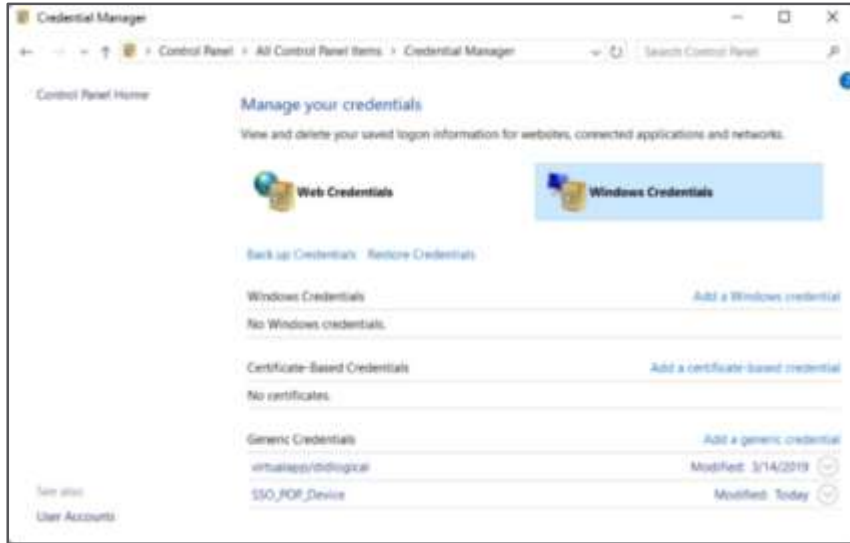 Credential Manager
Control Panel > All Control Panel Items > Credential Manager
Search Control Panel
Control Panel Home
Manage your credentials
View and delete your saved logon information for websites, connected applications and networks.
Web Credentials
Windows Credentials
Back up Credentials Restore Credentials
Windows Credentials Add a Windows credential
No Windows credentials.
Certificate-Based Credentials Add a certificate-based credential
No certificates.
Generic Credentials Add a generic credential
virtualapp/didlogical Modified: 3/14/2019
SSO_POP_Device Modified: Today
See also
User Accounts